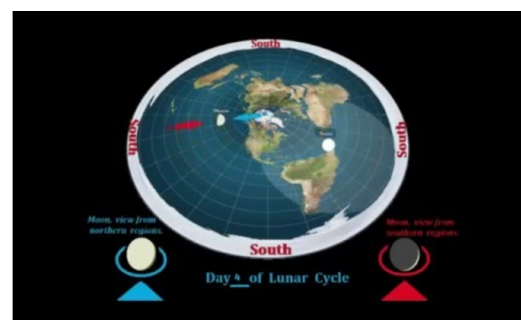 South
Moon
South
South
Sun
Moon, view from
northern regions.
Moon, view from
southern regions.
South
Day 4 of Lunar Cycle